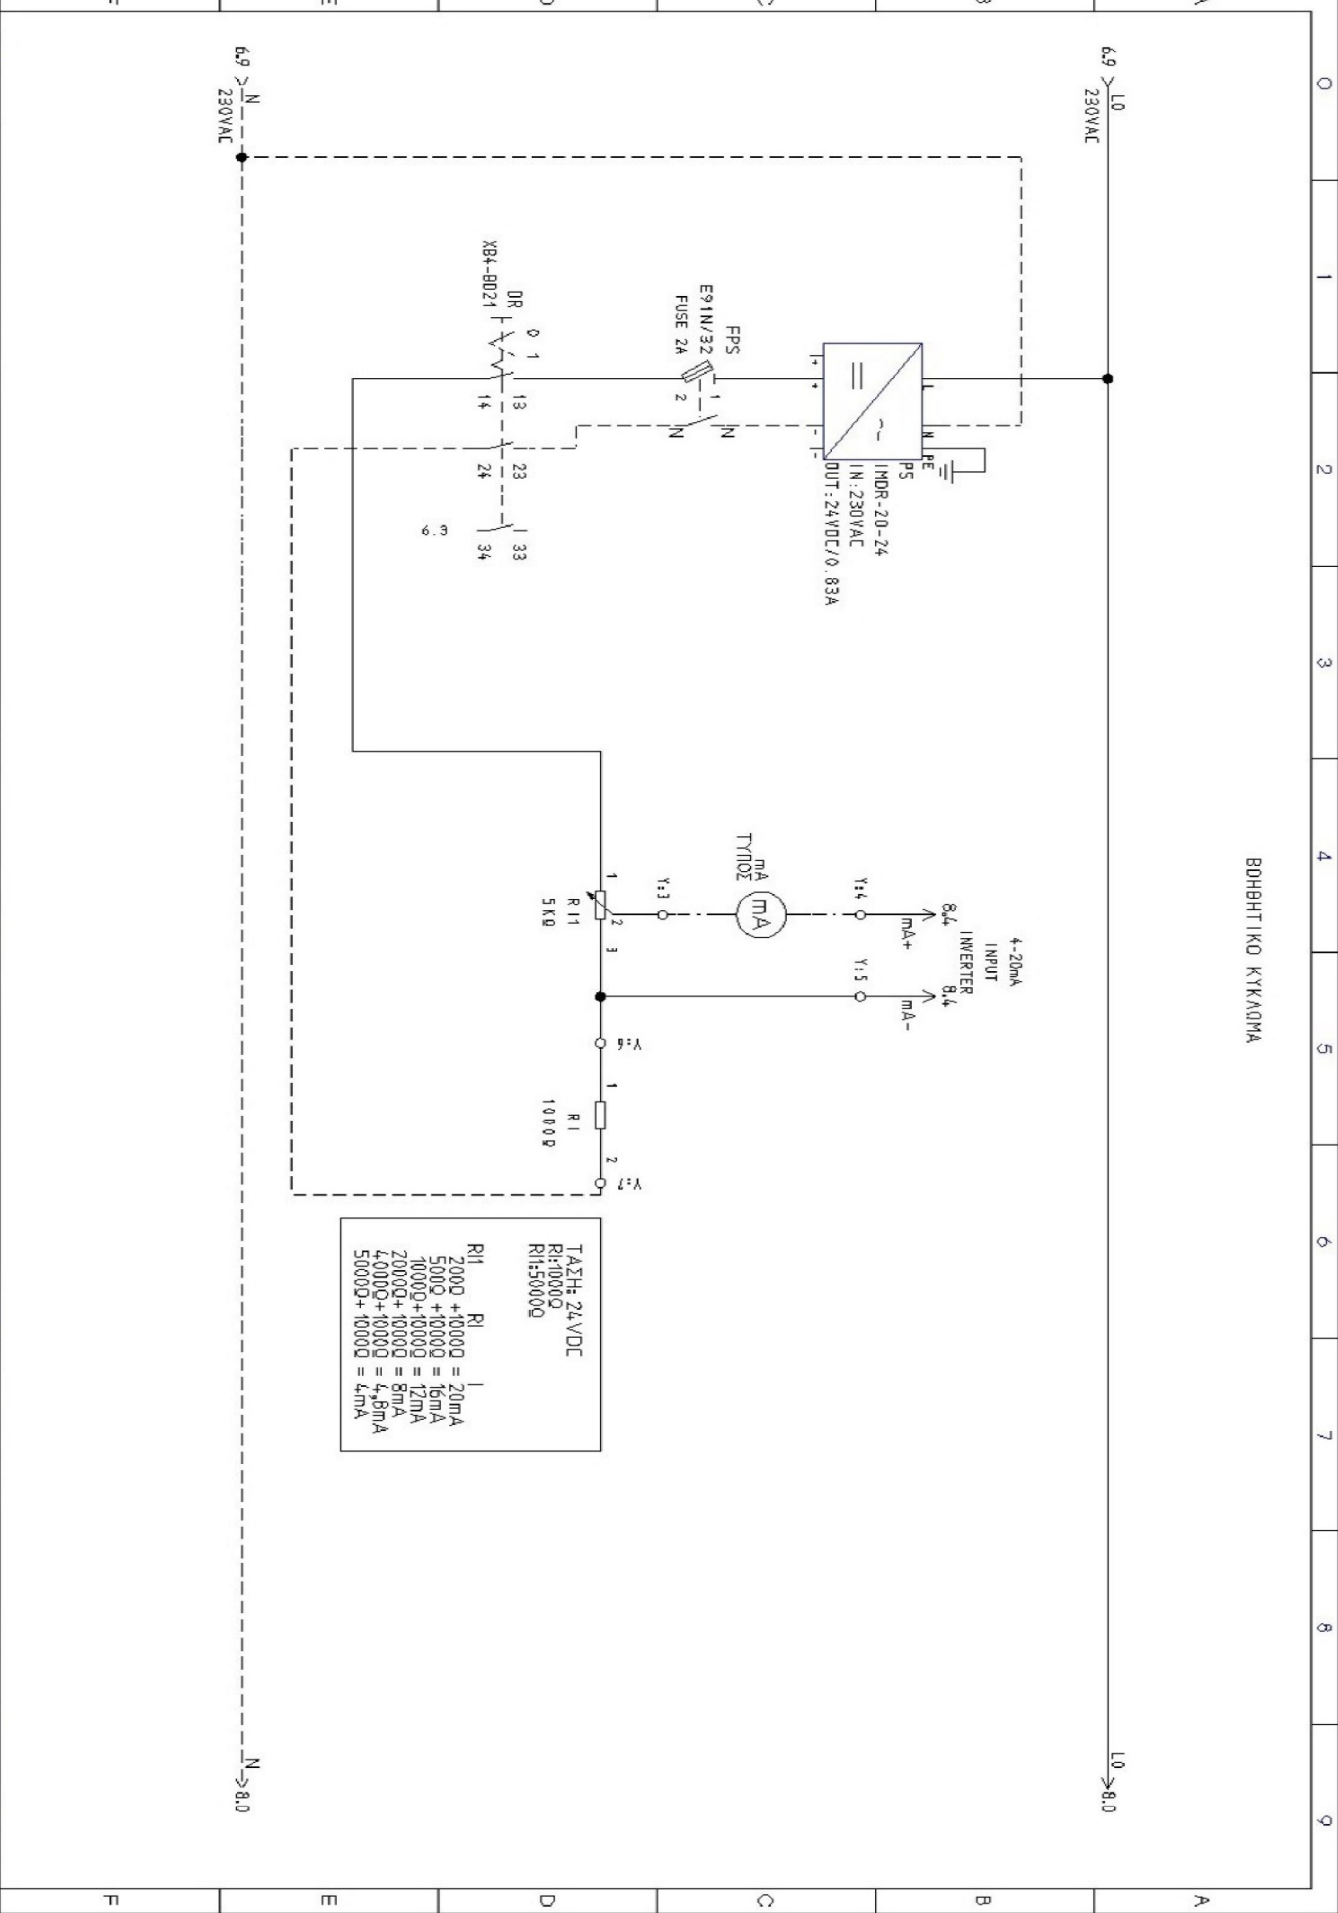 0
1
2
3
4
5
6
7
8
9
A
B
C
D
E
F
ΒΟΗΘΗΤΙΚΟ ΚΥΚΛΩΜΑ
6.9
L0
230VAC
L0
8.0
4-20mA
INPUT
INVERTER
8.4
8.4
mA+
mA-
L
N
PE
PS
IMDR-20-24
IN:230VAC
OUT:24VDC/0.83A
+
+
-
-
Y:4
Y:5
mA
ΤΥΠΟΣ
mA
Y:3
FPS
E91N/32
FUSE 2A
1
2
N
N
1
2
3
RI1
5KΩ
Y:6
1
RI
1000Ω
2
Y:7
DR
XB4-BD21
0 1
13
14
23
24
33
34
6.9
ΤΑΣΗ: 24VDC
RI:1000Ω
RI1:5000Ω
RI1 RI I
200Ω +1000Ω = 20mA
500Ω +1000Ω = 16mA
1000Ω+1000Ω = 12mA
2000Ω+1000Ω = 8mA
4000Ω+1000Ω = 4,8mA
5000Ω+1000Ω = 4mA
6.9
N
230VAC
N
8.0